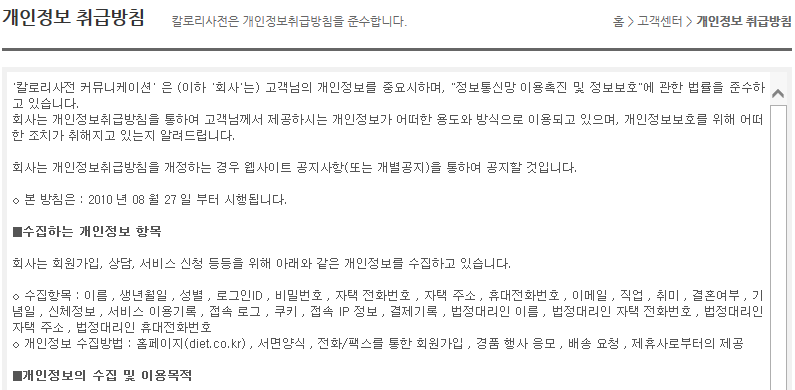 개인정보 취급방침
칼로리사전은 개인정보취급방침을 준수합니다.
홈 > 고객센터 > 개인정보 취급방침
'칼로리사전 커뮤니케이션' 은 (이하 '회사'는) 고객님의 개인정보를 중요시하며, "정보통신망 이용촉진 및 정보보호"에 관한 법률을 준수하
고 있습니다.
회사는 개인정보취급방침을 통하여 고객님께서 제공하시는 개인정보가 어떠한 용도와 방식으로 이용되고 있으며, 개인정보보호를 위해 어떠
한 조치가 취해지고 있는지 알려드립니다.
회사는 개인정보취급방침을 개정하는 경우 웹사이트 공지사항(또는 개별공지)을 통하여 공지할 것입니다.
○ 본 방침은 : 2010 년 08 월 27 일 부터 시행됩니다.
■수집하는 개인정보 항목
회사는 회원가입, 상담, 서비스 신청 등등을 위해 아래와 같은 개인정보를 수집하고 있습니다.
○ 수집항목 : 이름 , 생년월일 , 성별 , 로그인ID , 비밀번호 , 자택 전화번호 , 자택 주소 , 휴대전화번호 , 이메일 , 직업 , 취미 , 결혼여부 , 기
념일 , 신체정보 , 서비스 이용기록 , 접속 로그 , 쿠키 , 접속 IP 정보 , 결제기록 , 법정대리인 이름 , 법정대리인 자택 전화번호 , 법정대리인
자택 주소 , 법정대리인 휴대전화번호
○ 개인정보 수집방법 : 홈페이지(diet.co.kr) , 서면양식 , 전화/팩스를 통한 회원가입 , 경품 행사 응모 , 배송 요청 , 제휴사로부터의 제공
■개인정보의 수집 및 이용목적